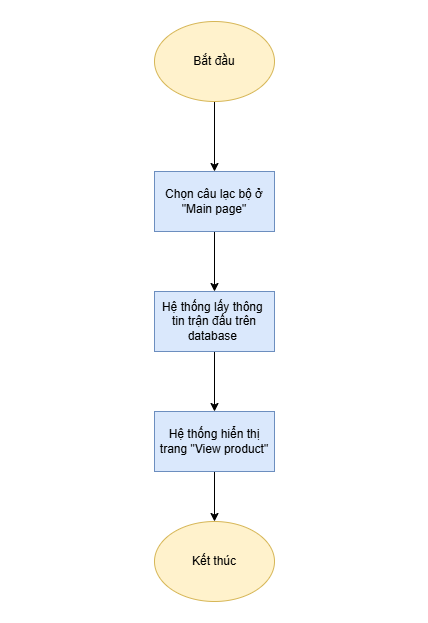 Bắt đầu
Chọn câu lạc bộ ở
"Main page"
Hệ thống lấy thông
tin trận đấu trên
database
Hệ thống hiển thị
trang "View product"
Kết thúc